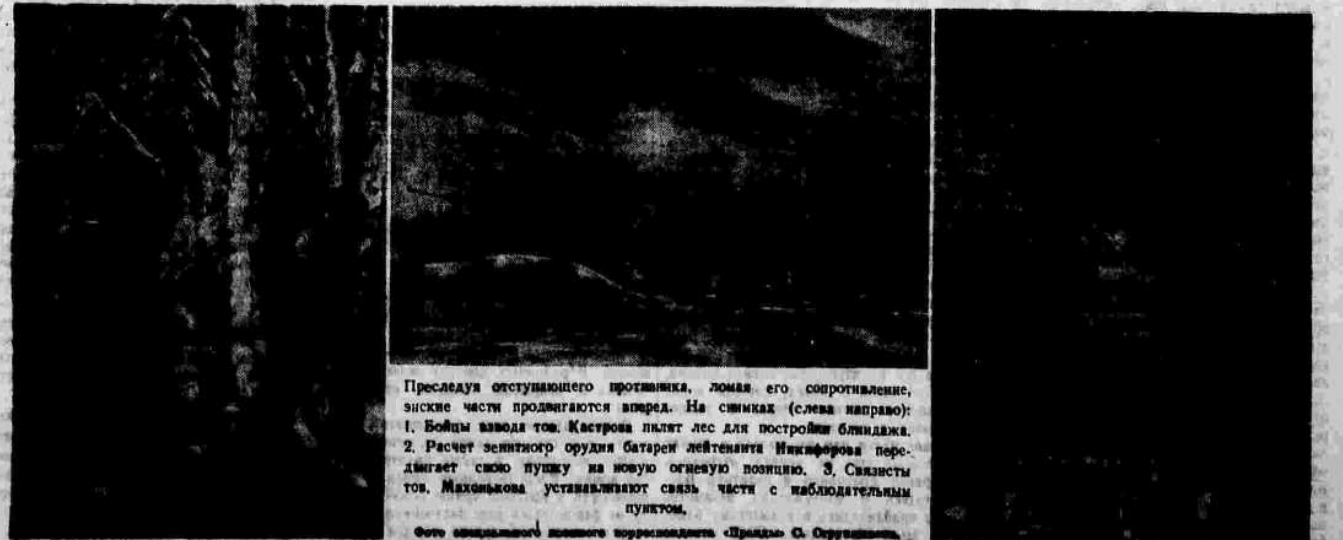 Преследуя отступающего противника, ломая его сопротивление,
энские части продвигаются вперед. На снимках (слева направо):
1. Бойцы взвода тов. Кастрова пилят лес для постройки блиндажа.
2. Расчет зенитного орудия батареи лейтенанта Никифорова пере-
двигает свою пушку на новую огневую позицию. 3. Связисты
тов. Махонькова устанавливают связь части с наблюдательным
пунктом.
Фото специального военного корреспондента «Правды» С.